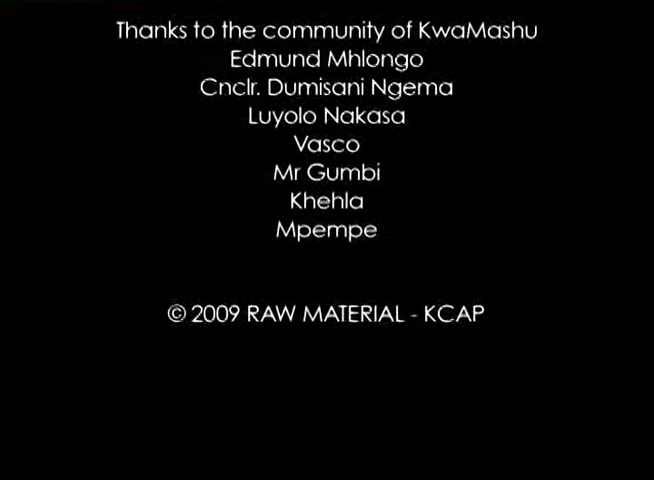 Thanks to the community of KwaMashu
Edmund Mhlongo
Cnclr. Dumisani Ngema
Luyolo Nakasa
Vasco
Mr Gumbi
Khehla
Mpempe
© 2009 RAW MATERIAL - KCAP